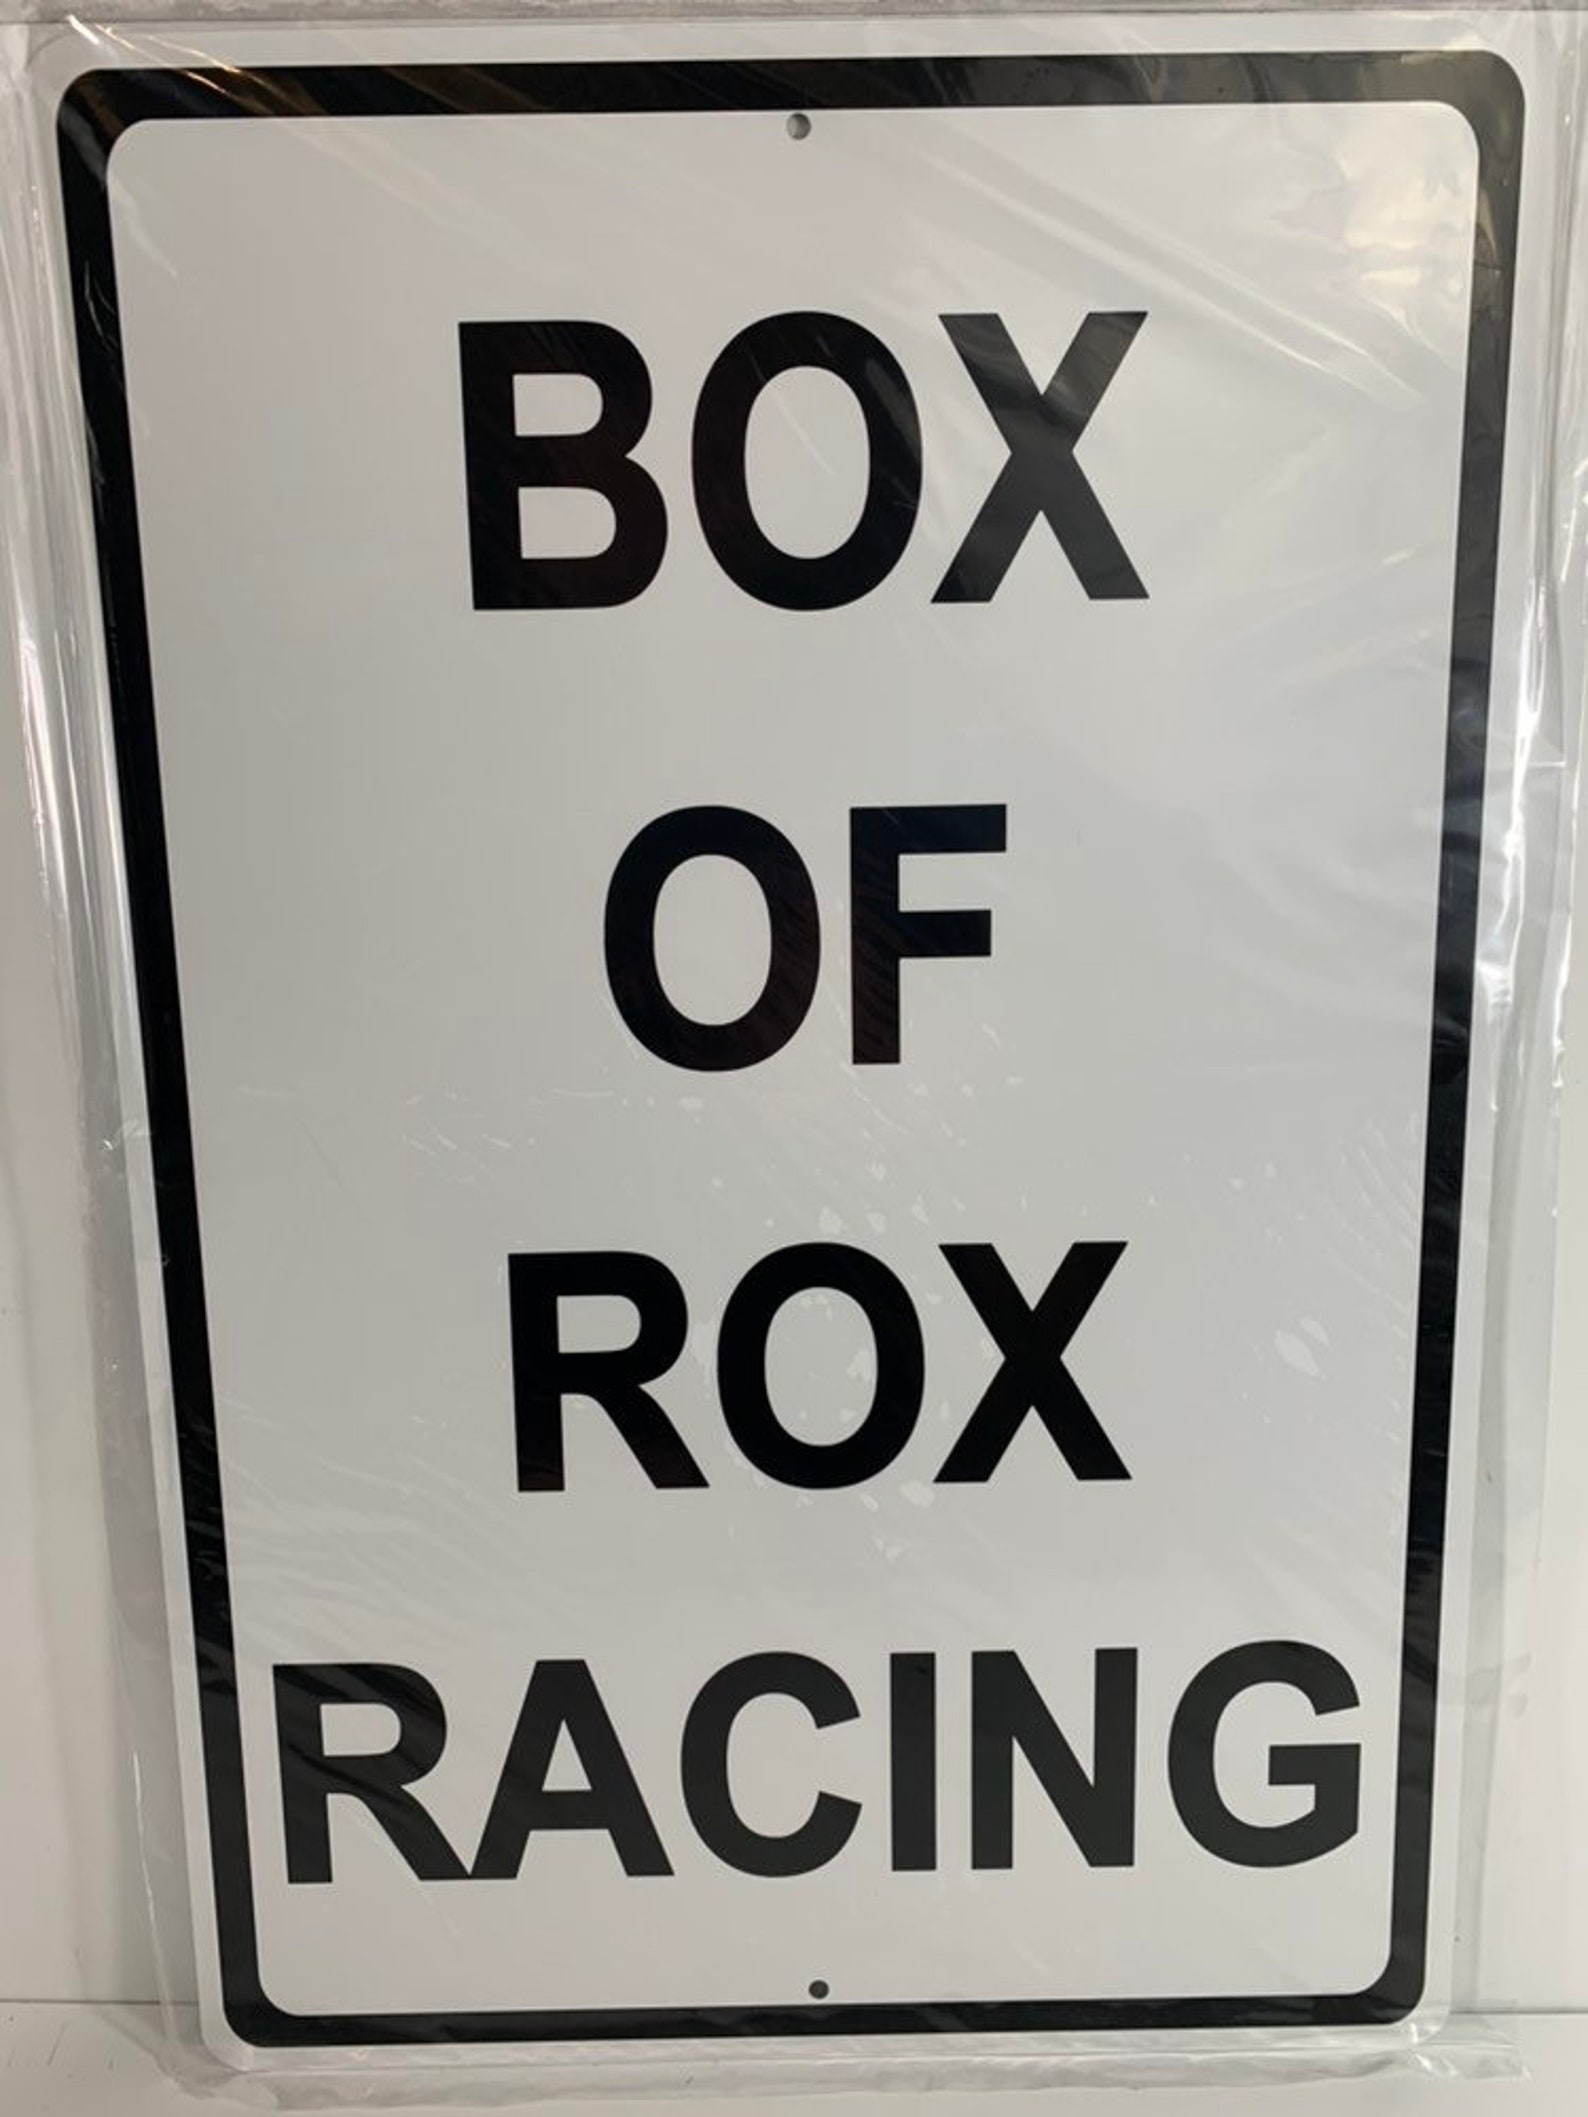 BOX
OF
ROX
RACING